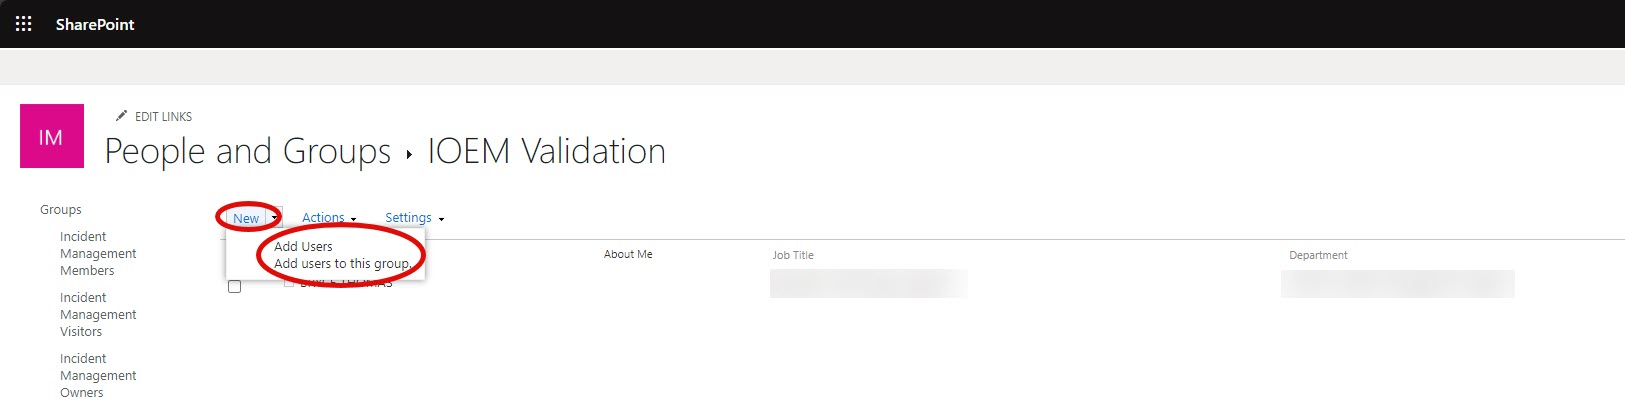 SharePoint
EDIT LINKS
IM
People and Groups ▸ IOEM Validation
Groups
New
Actions
Settings
Add Users
Add users to this group.
About Me
Job Title
Department
THOMAS
Incident
Management
Members
Incident
Management
Visitors
Incident
Management
Owners